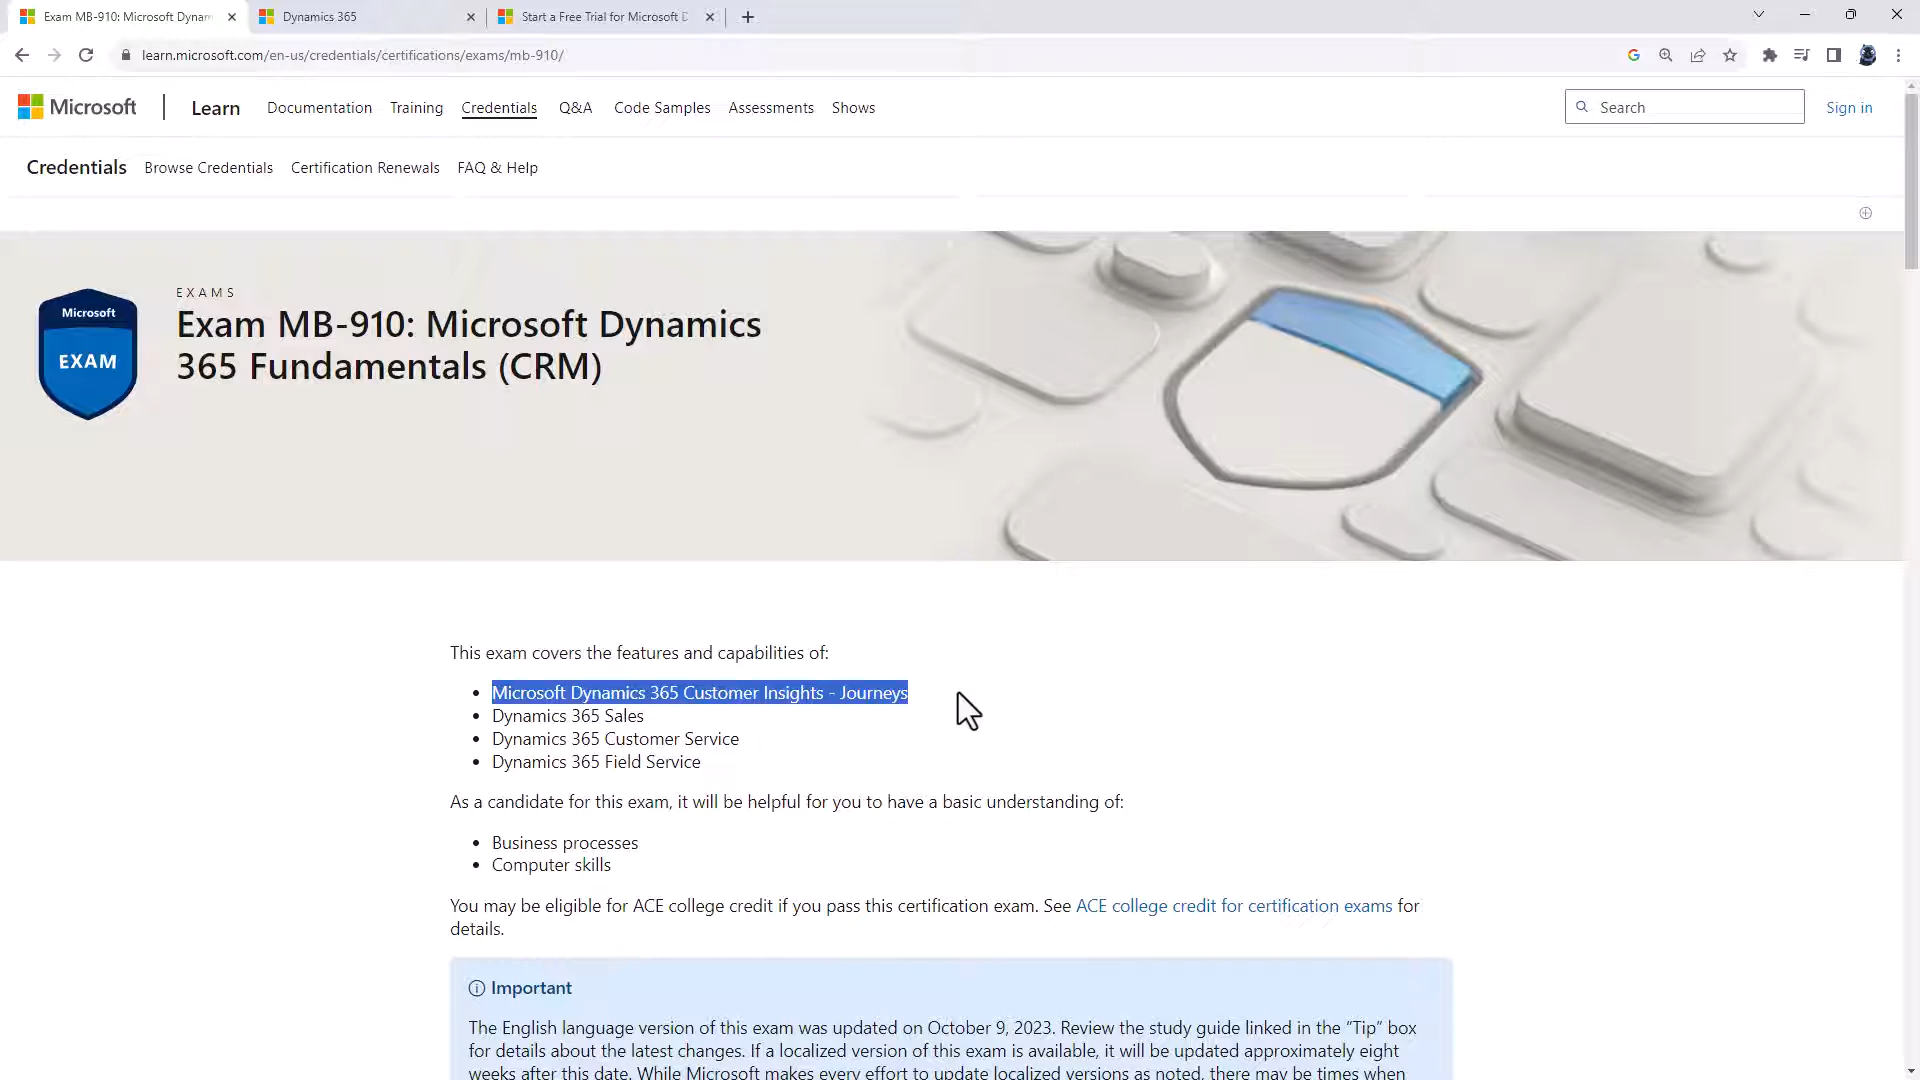 Exam MB-910: Microsoft Dynam
Dynamics 365
Start a Free Trial for Microsoft D
learn.microsoft.com/en-us/credentials/certifications/exams/mb-910/
Microsoft
Learn
Documentation
Training
Credentials
Q&A
Code Samples
Assessments
Shows
Search
Sign in
Credentials
Browse Credentials
Certification Renewals
FAQ & Help
Microsoft
EXAM
EXAMS
Exam MB-910: Microsoft Dynamics
365 Fundamentals (CRM)
This exam covers the features and capabilities of:
• Microsoft Dynamics 365 Customer Insights - Journeys
• Dynamics 365 Sales
• Dynamics 365 Customer Service
• Dynamics 365 Field Service
As a candidate for this exam, it will be helpful for you to have a basic understanding of:
• Business processes
• Computer skills
You may be eligible for ACE college credit if you pass this certification exam. See ACE college credit for certification exams for
details.
Important
The English language version of this exam was updated on October 9, 2023. Review the study guide linked in the "Tip" box
for details about the latest changes. If a localized version of this exam is available, it will be updated approximately eight
weeks after this date. While Microsoft makes every effort to update localized versions as noted, there may be times when